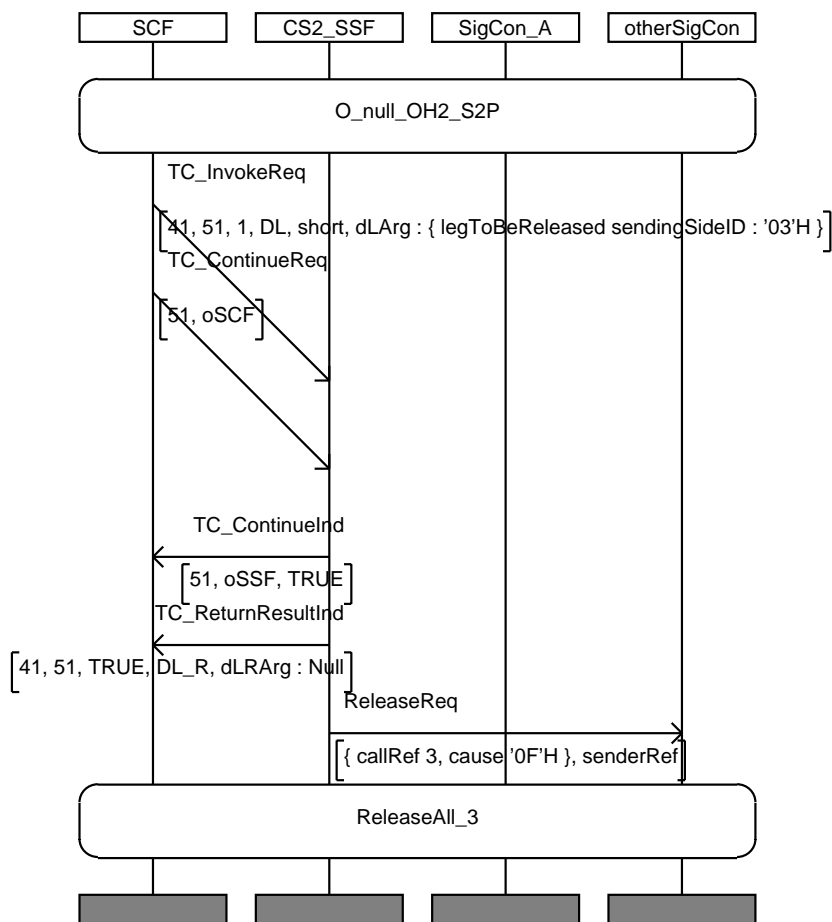 SCF CS2_SSF SigCon_A otherSigCon
O_null_OH2_S2P
TC_InvokeReq
[41, 51, 1, DL, short, dLArg : { legToBeReleased sendingSideID : '03'H }]
TC_ContinueReq
[51, oSCF]
TC_ContinueInd
[51, oSSF, TRUE]
TC_ReturnResultInd
[41, 51, TRUE, DL_R, dLRArg : Null]
ReleaseReq
[{ callRef 3, cause '0F'H }, senderRef]
ReleaseAll_3